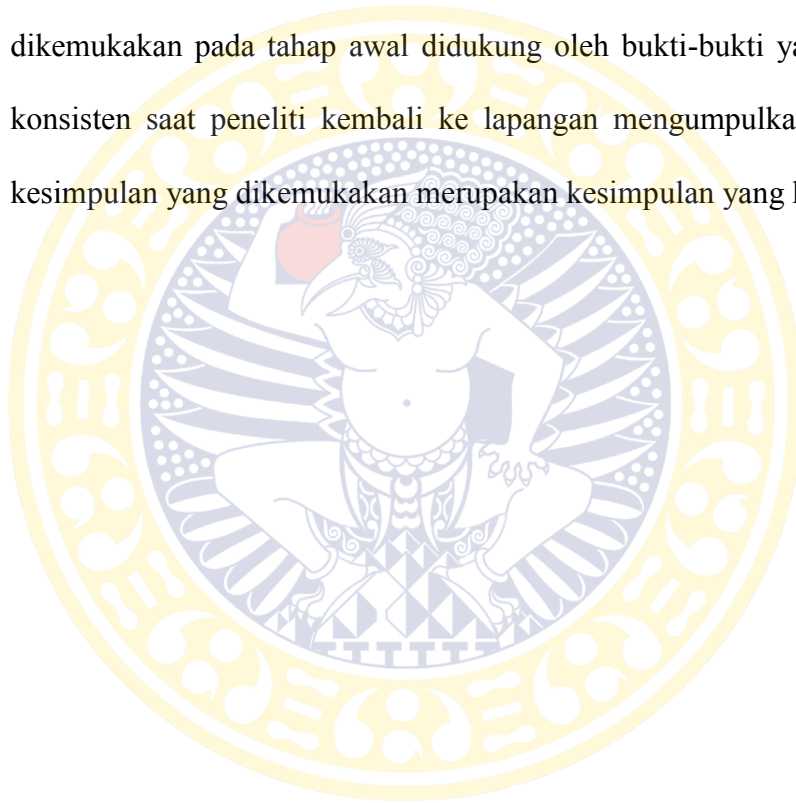 dikemukakan pada tahap awal didukung oleh bukti-bukti
konsisten saat peneliti kembali ke lapangan
kesimpulan yang dikemukakan merupakan kesimpulan yang